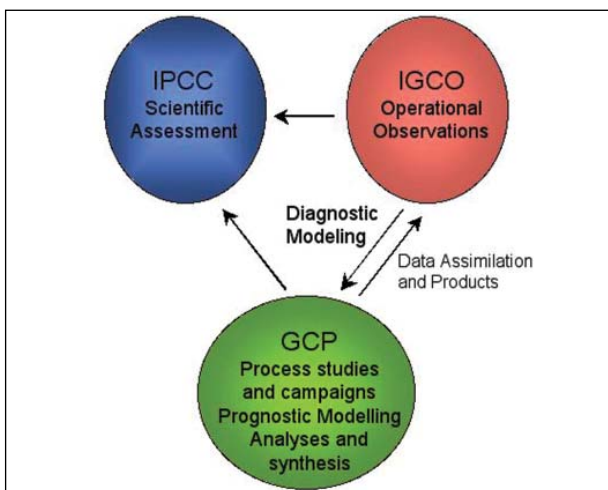 IPCC
Scientific
Assessment
IGCO
Operational
Observations
Diagnostic
Modeling
Data Assimilation
and Products
GCP
Process studies
and campaigns
Prognostic Modelling
Analyses and
synthesis